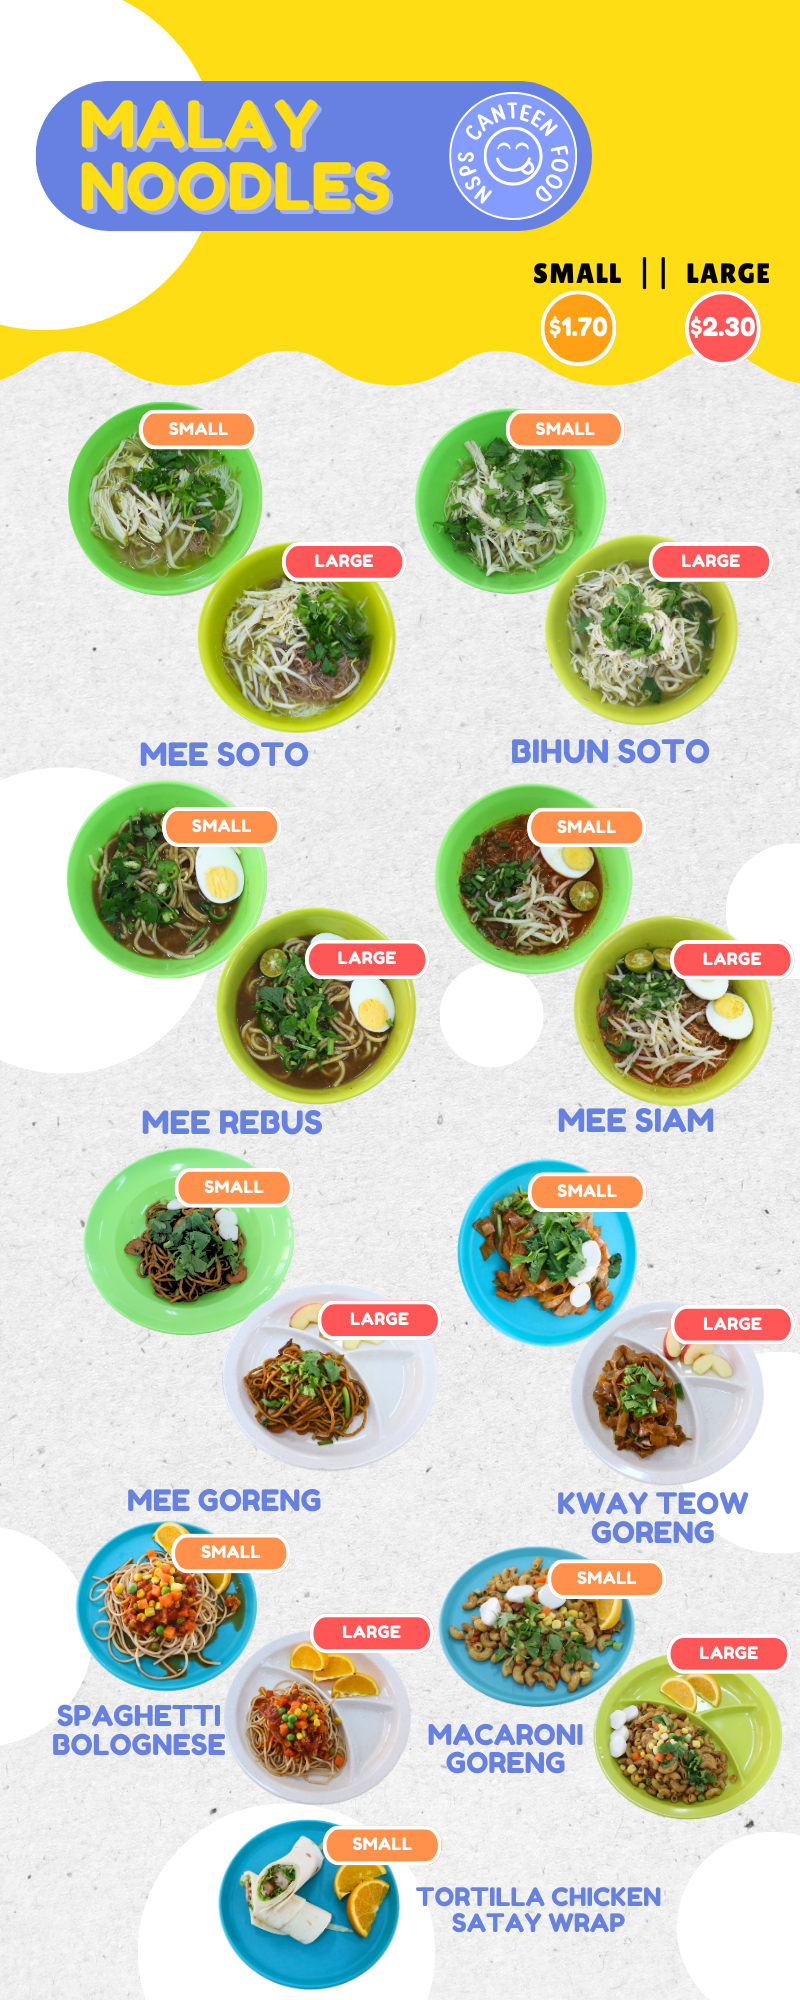 MALAY
NOODLES
NSPS CANTEEN FOOD
SMALL || LARGE
$1.70 $2.30
SMALL
SMALL
LARGE
LARGE
MEE SOTO
BIHUN SOTO
SMALL
SMALL
LARGE
LARGE
MEE REBUS
MEE SIAM
SMALL
SMALL
LARGE
LARGE
MEE GORENG
KWAY TEOW
GORENG
SMALL
SMALL
LARGE
LARGE
SPAGHETTI
BOLOGNESE
MACARONI
GORENG
SMALL
TORTILLA CHICKEN
SATAY WRAP